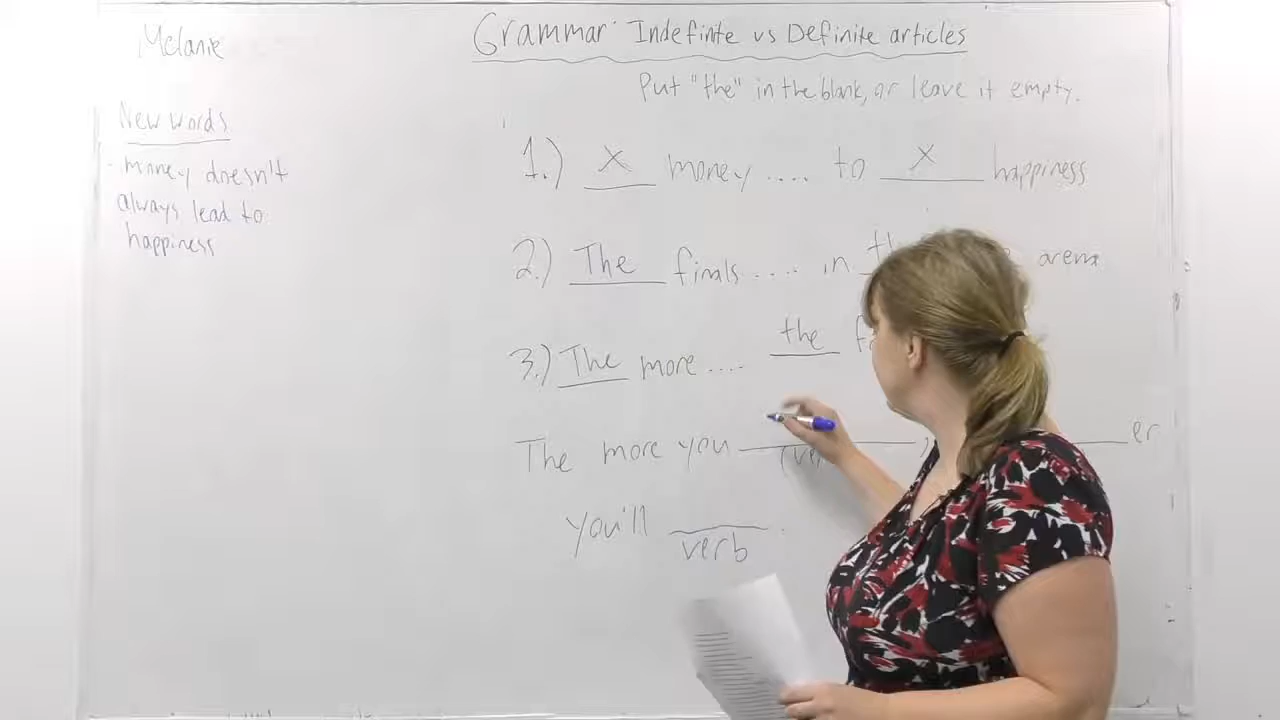 Melanie
Grammar: Indefinite vs Definite articles
Put "the" in the blank, or leave it empty.
New words
- money doesn't
always lead to
happiness
1.) X money .... to X happiness
2.) The finals .... in arena
3.) The more .... the
The more you er
you'll
verb